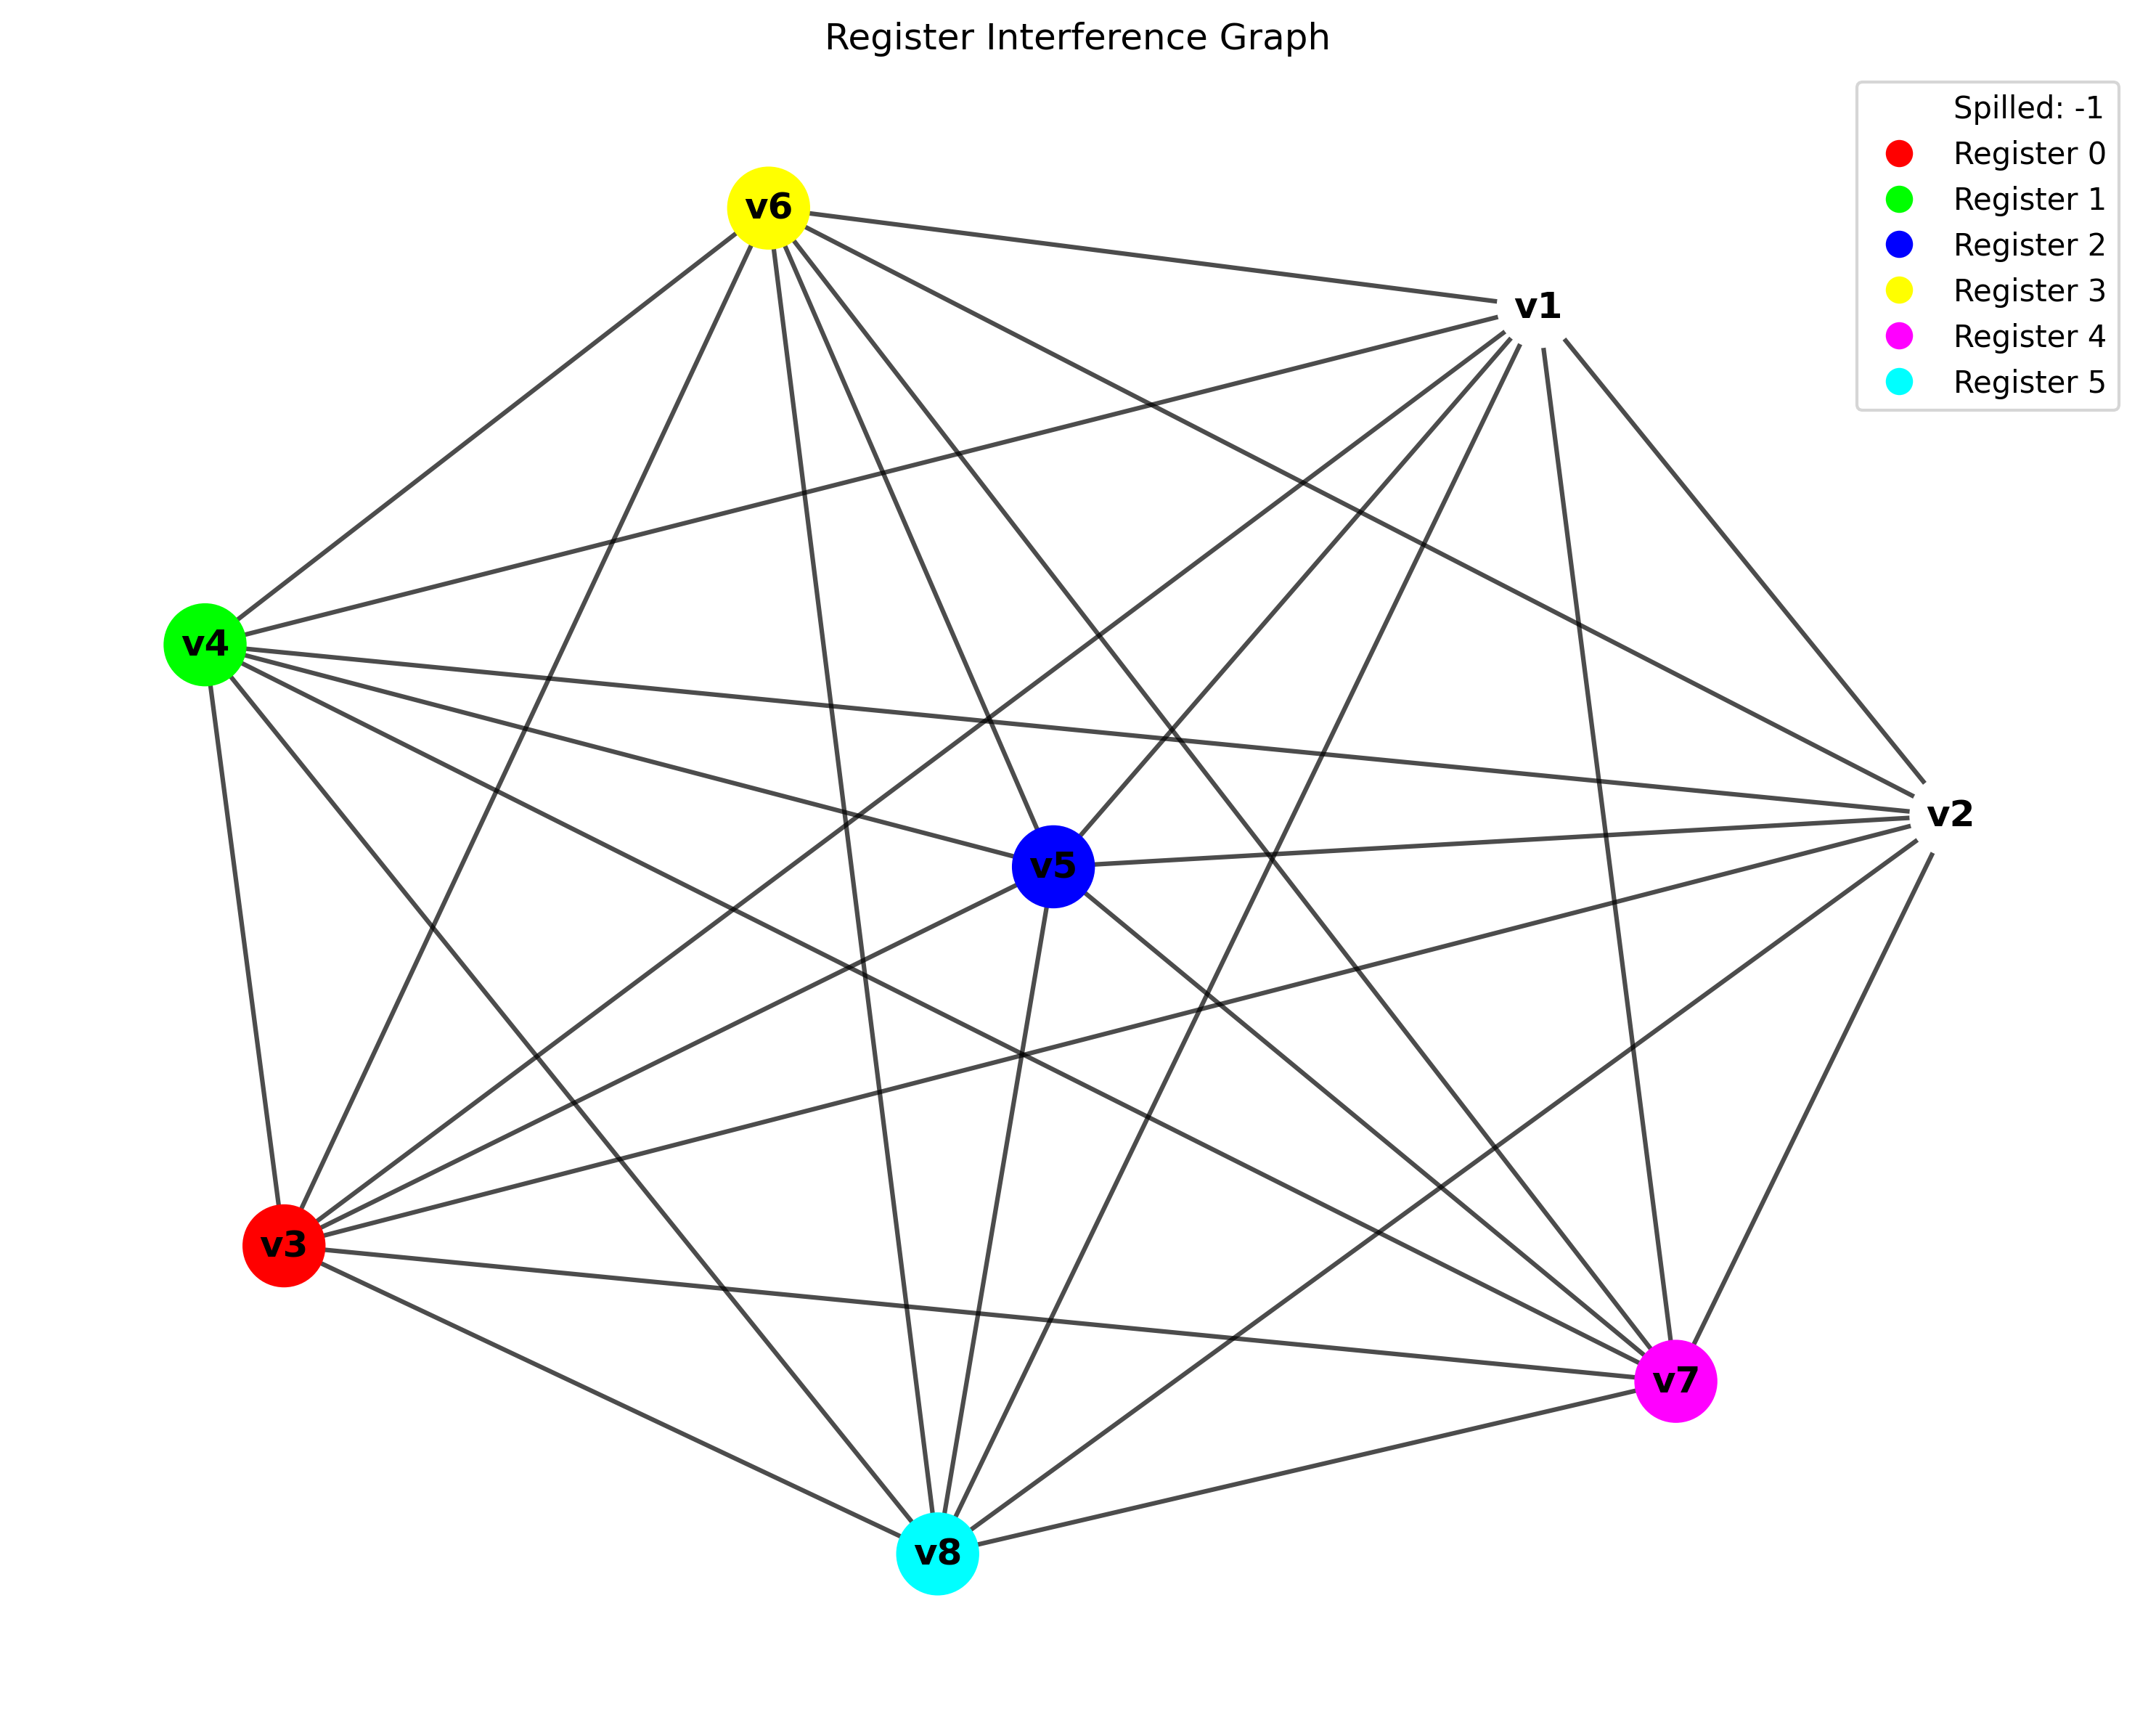 Register Interference Graph
Spilled: -1
Register 0
Register 1
Register 2
Register 3
Register 4
Register 5
v6
v1
v4
v2
v5
v3
v7
v8